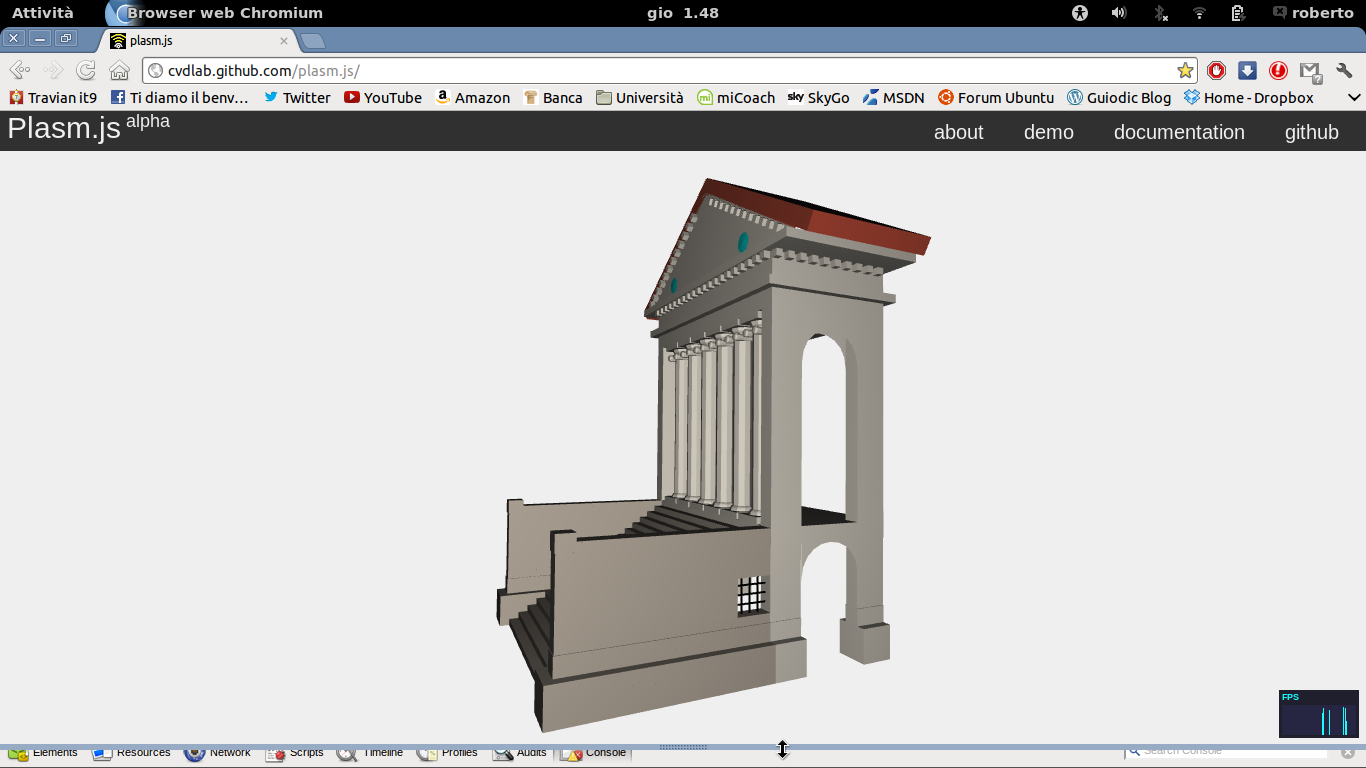 Attività Browser web Chromium gio 1.48 roberto
plasm.js
cvdlab.github.com/plasm.js/
Travian it9 Ti diamo il benv… Twitter YouTube Amazon Banca Università miCoach sky SkyGo MSDN Forum Ubuntu Guiodic Blog Home - Dropbox
Plasm.js alpha about demo documentation github
FPS
Elements Resources Network Scripts Timeline Profiles Audits Console Search Console